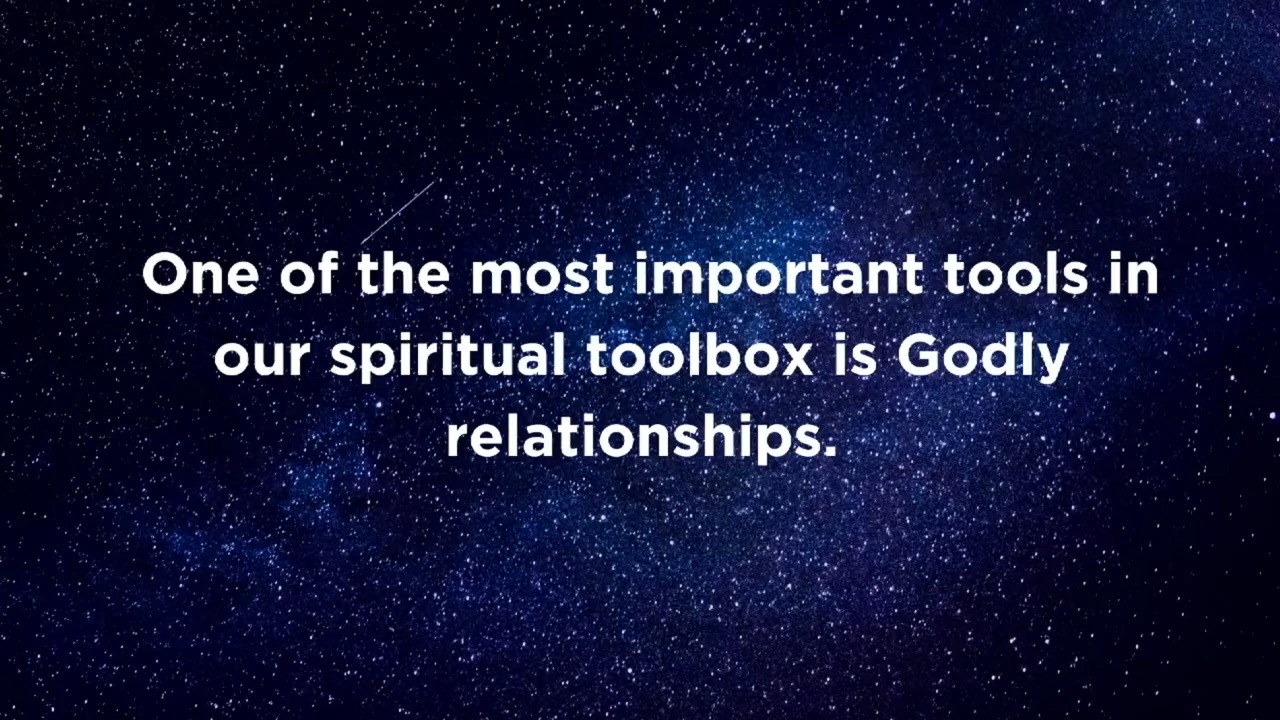 One of the most important tools in
our spiritual toolbox is Godly
relationships.